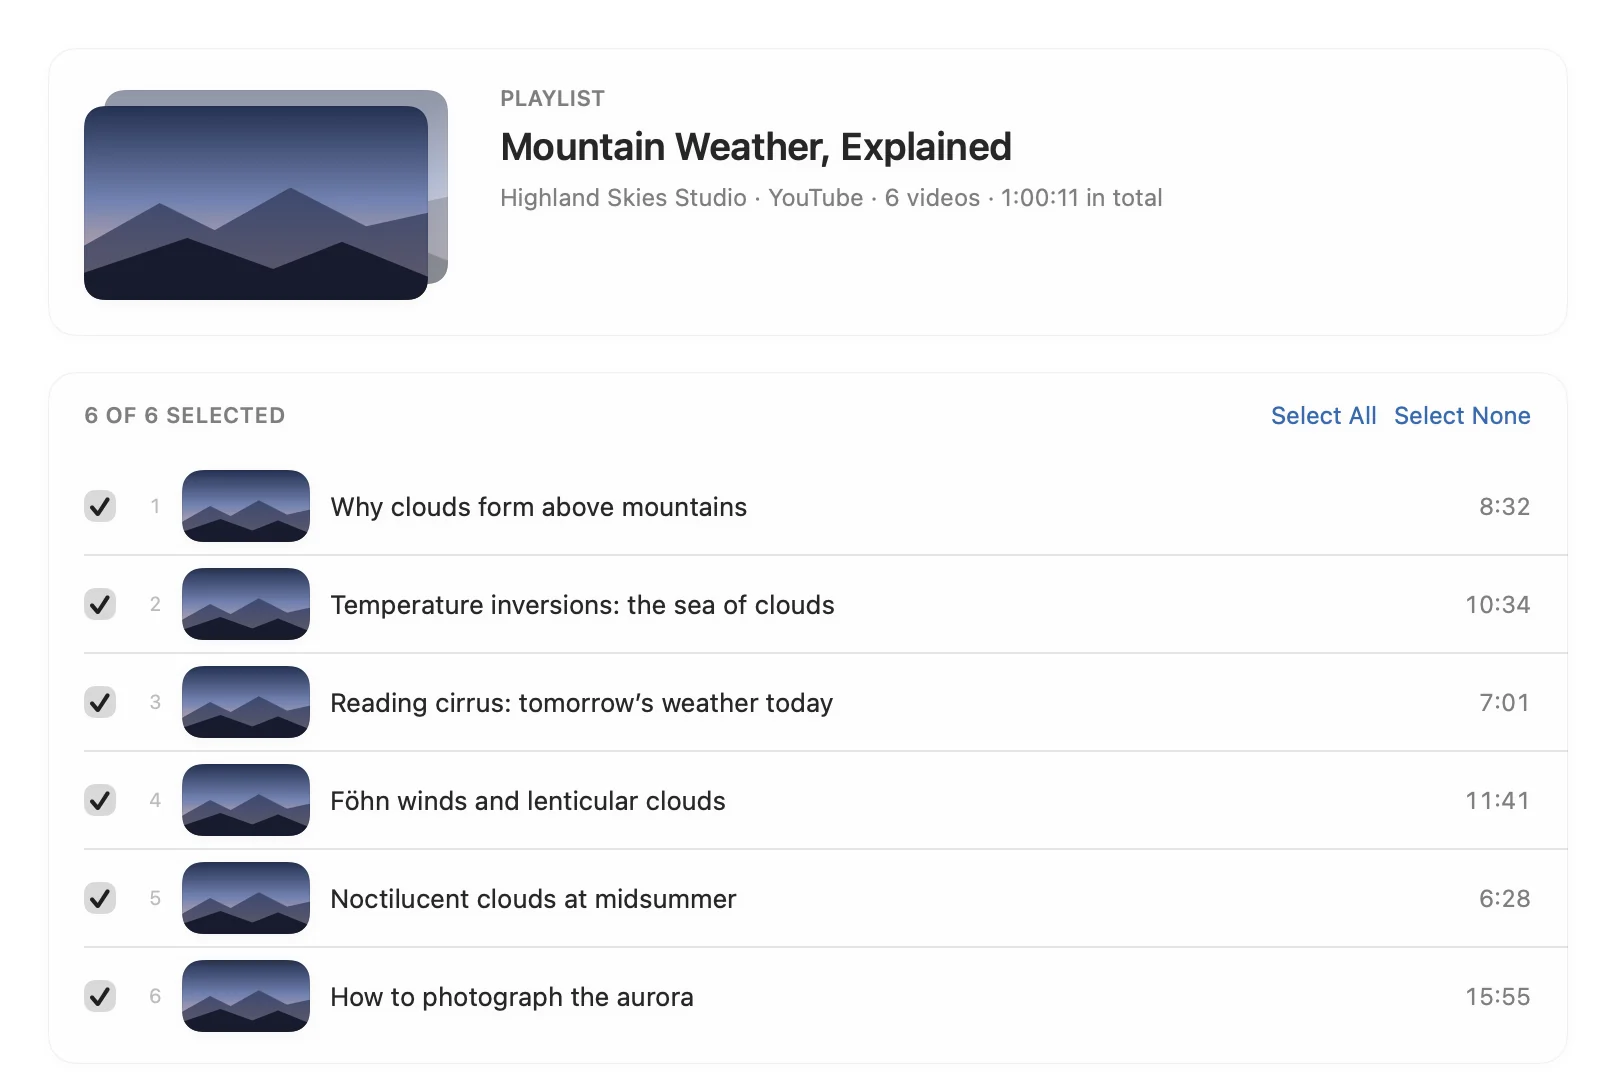 PLAYLIST
Mountain Weather, Explained
Highland Skies Studio · YouTube · 6 videos · 1:00:11 in total
6 OF 6 SELECTED Select All Select None
1 Why clouds form above mountains 8:32
2 Temperature inversions: the sea of clouds 10:34
3 Reading cirrus: tomorrow’s weather today 7:01
4 Föhn winds and lenticular clouds 11:41
5 Noctilucent clouds at midsummer 6:28
6 How to photograph the aurora 15:55